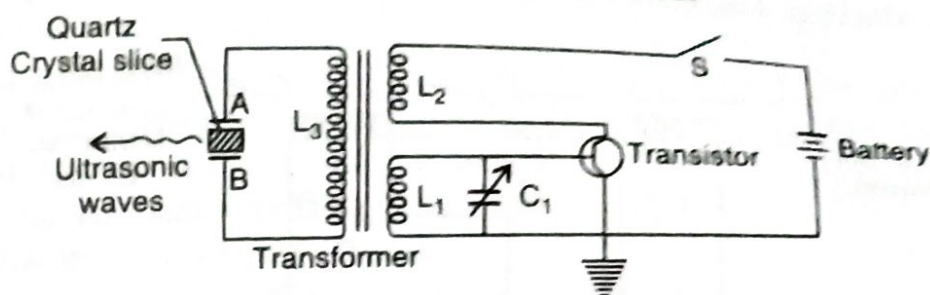 Quartz
Crystal slice
A
B
Ultrasonic
waves
L3
Transformer
L2
L1
C1
S
Transistor
Battery